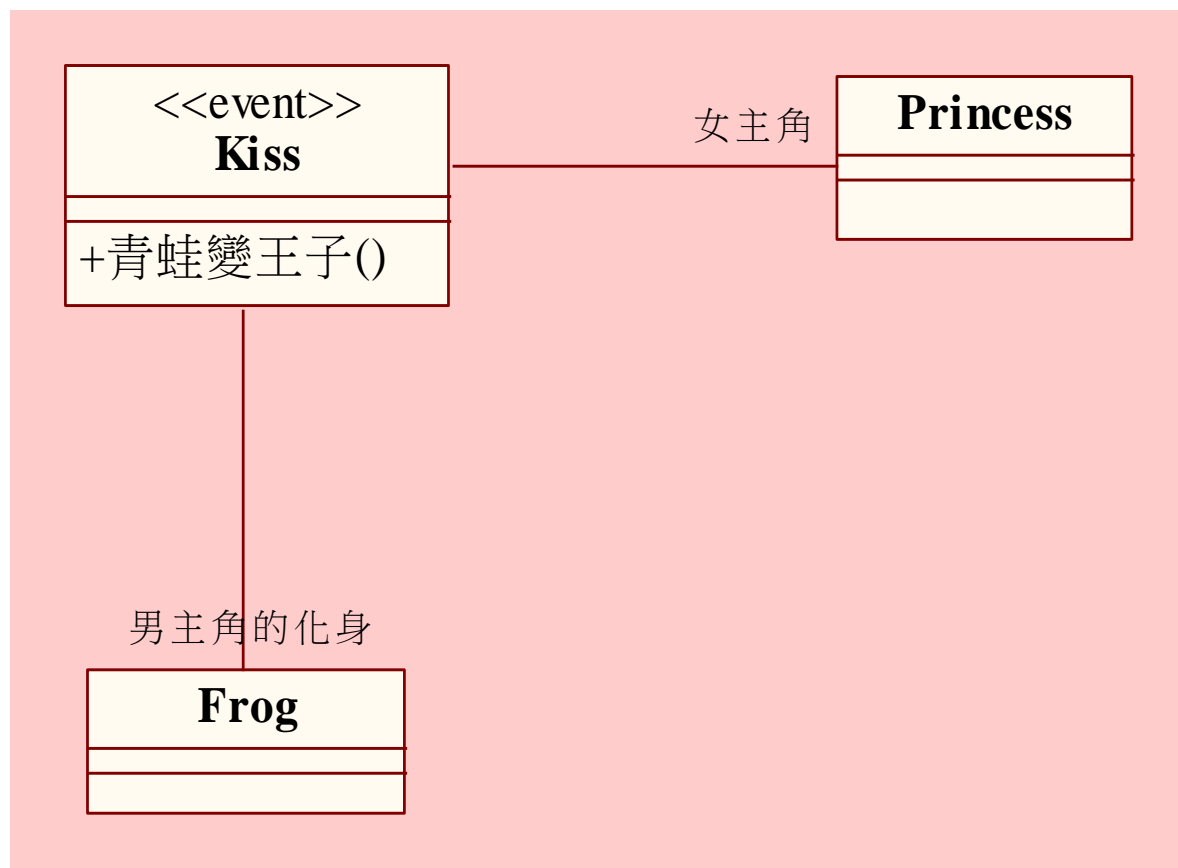 <<event>>
Kiss
+青蛙變王子()
女主角
Princess
男主角的化身
Frog